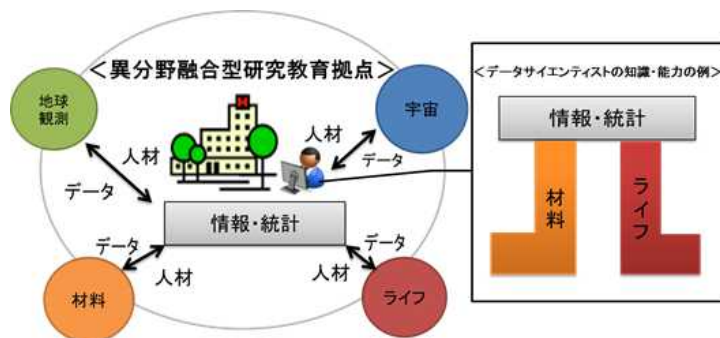 <異分野融合型研究教育拠点>
地球
観測
宇宙
人材
データ
人材
データ
H
情報・統計
データ
人材
データ
人材
材料
ライフ
<データサイエンティストの知識・能力の例>
情報・統計
材料
ライフ